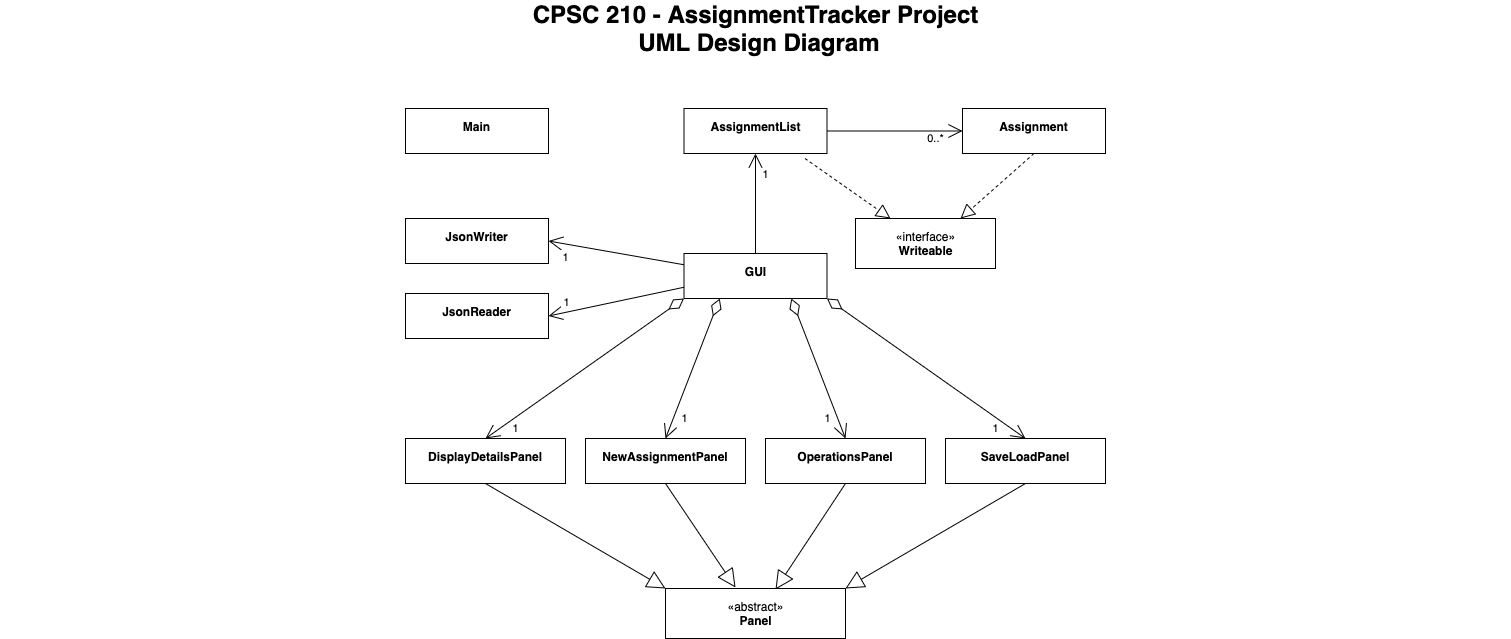 CPSC 210 - AssignmentTracker Project
UML Design Diagram
Main
AssignmentList
Assignment
0..*
1
JsonWriter
1
«interface»
Writeable
GUI
JsonReader
1
1
1
1
1
DisplayDetailsPanel
NewAssignmentPanel
OperationsPanel
SaveLoadPanel
«abstract»
Panel